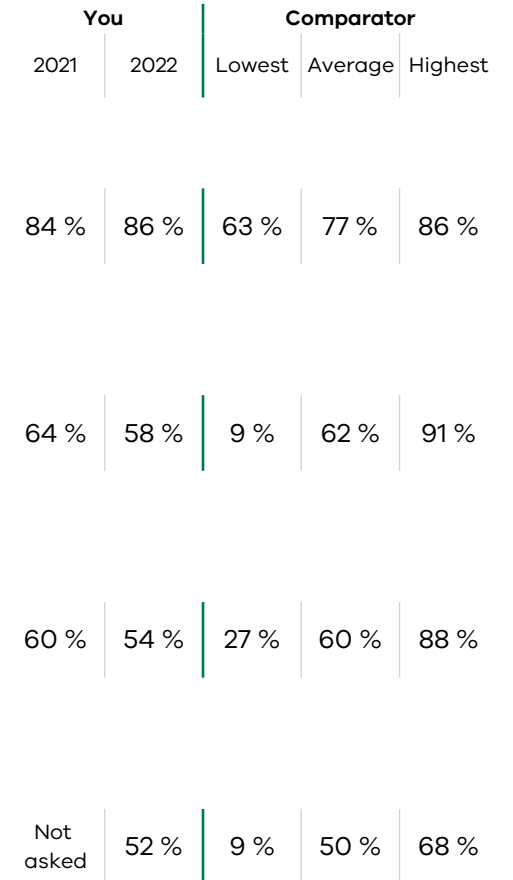 You Comparator
2021 2022 Lowest Average Highest
84 % 86 % 63 % 77 % 86 %
64 % 58 % 9 % 62 % 91 %
60 % 54 % 27 % 60 % 88 %
Not
asked 52 % 9 % 50 % 68 %